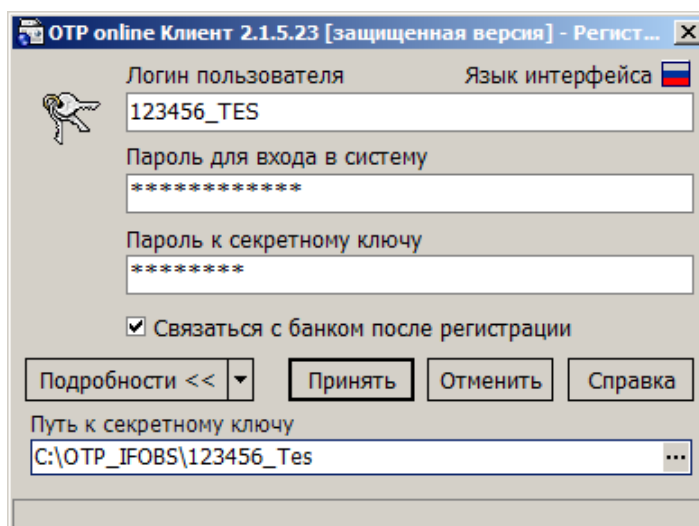 OTP online Клиент 2.1.5.23 [защищенная версия] - Регист...
Логин пользователя Язык интерфейса
123456_TES
Пароль для входа в систему
************
Пароль к секретному ключу
********
Связаться с банком после регистрации
Подробности << Принять Отменить Справка
Путь к секретному ключу
C:\OTP_IFOBS\123456_Tes ...